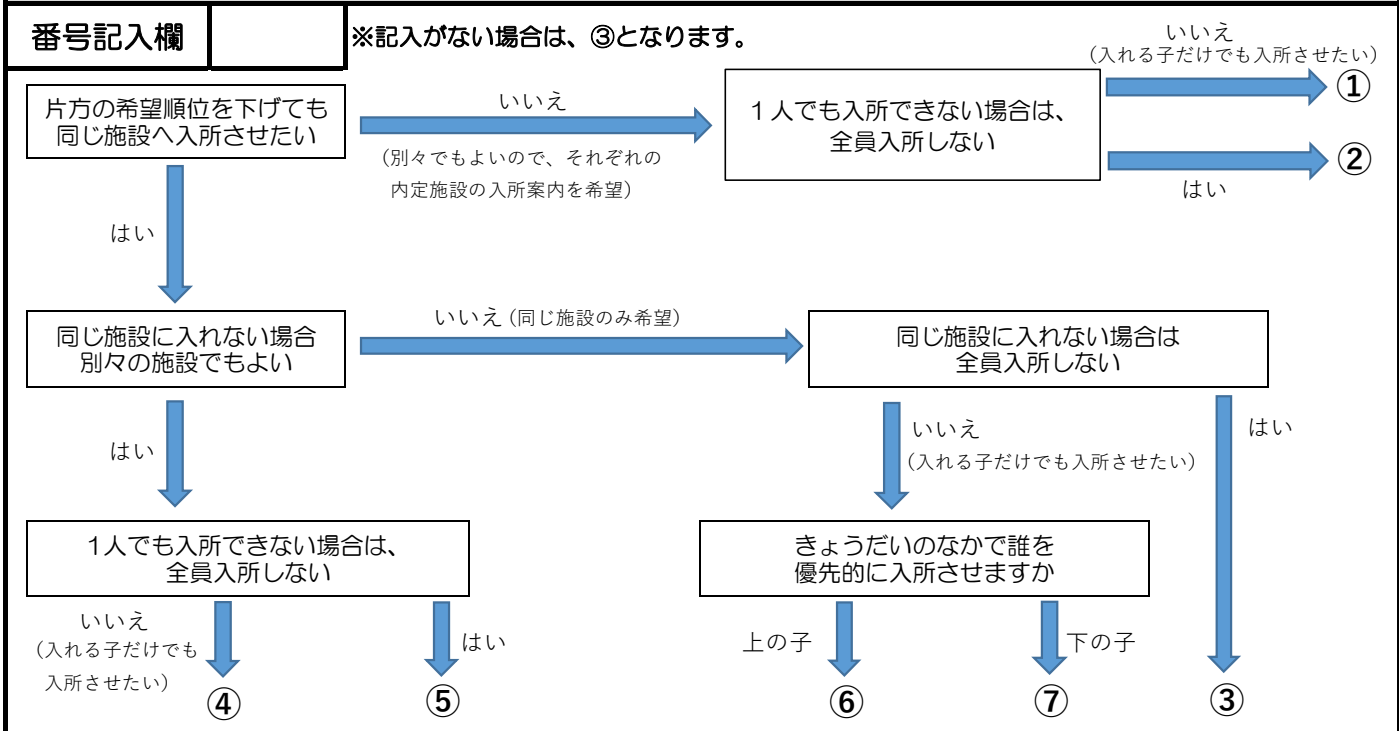 番号記入欄
※記入がない場合は、③となります。
片方の希望順位を下げても
同じ施設へ入所させたい
いいえ
(別々でもよいので、それぞれの
内定施設の入所案内を希望)
1人でも入所できない場合は、
全員入所しない
いいえ
(入れる子だけでも入所させたい)
①
はい
②
はい
同じ施設に入れない場合
別々の施設でもよい
いいえ(同じ施設のみ希望)
同じ施設に入れない場合は
全員入所しない
はい
いいえ
(入れる子だけでも入所させたい)
はい
1人でも入所できない場合は、
全員入所しない
きょうだいのなかで誰を
優先的に入所させますか
いいえ
(入れる子だけでも
入所させたい)
はい
上の子
下の子
④
⑤
⑥
⑦
③